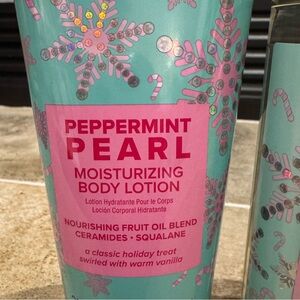 PEPPERMINT
PEARL
MOISTURIZING
BODY LOTION
Lotion Hydratante Pour le Corps
Loción Corporal Hidratante
NOURISHING FRUIT OIL BLEND
CERAMIDES • SQUALANE
a classic holiday treat
swirled with warm vanilla